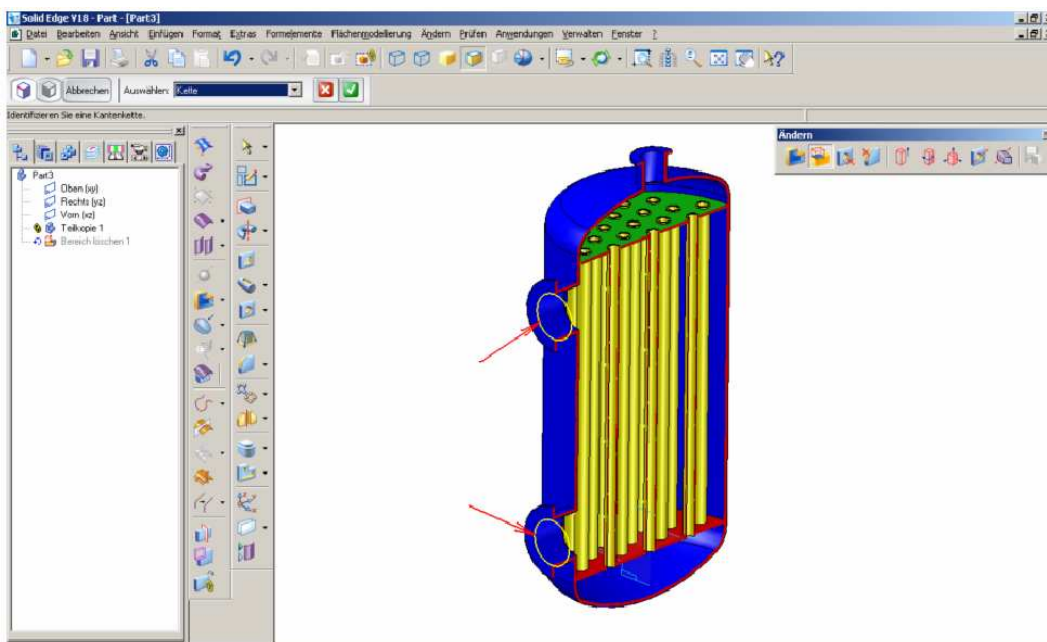 Solid Edge V18 - Part - [Part3]
Datei Bearbeiten Ansicht Einfügen Format Extras Formelemente Flächenmodellierung Ändern Prüfen Anwendungen Verwalten Fenster ?
Abbrechen Auswählen: Kette
Identifizieren Sie eine Kantenkette.
Ändern
Part3
Oben (xy)
Rechts (yz)
Vorn (xz)
Teilkopie 1
Bereich löschen 1